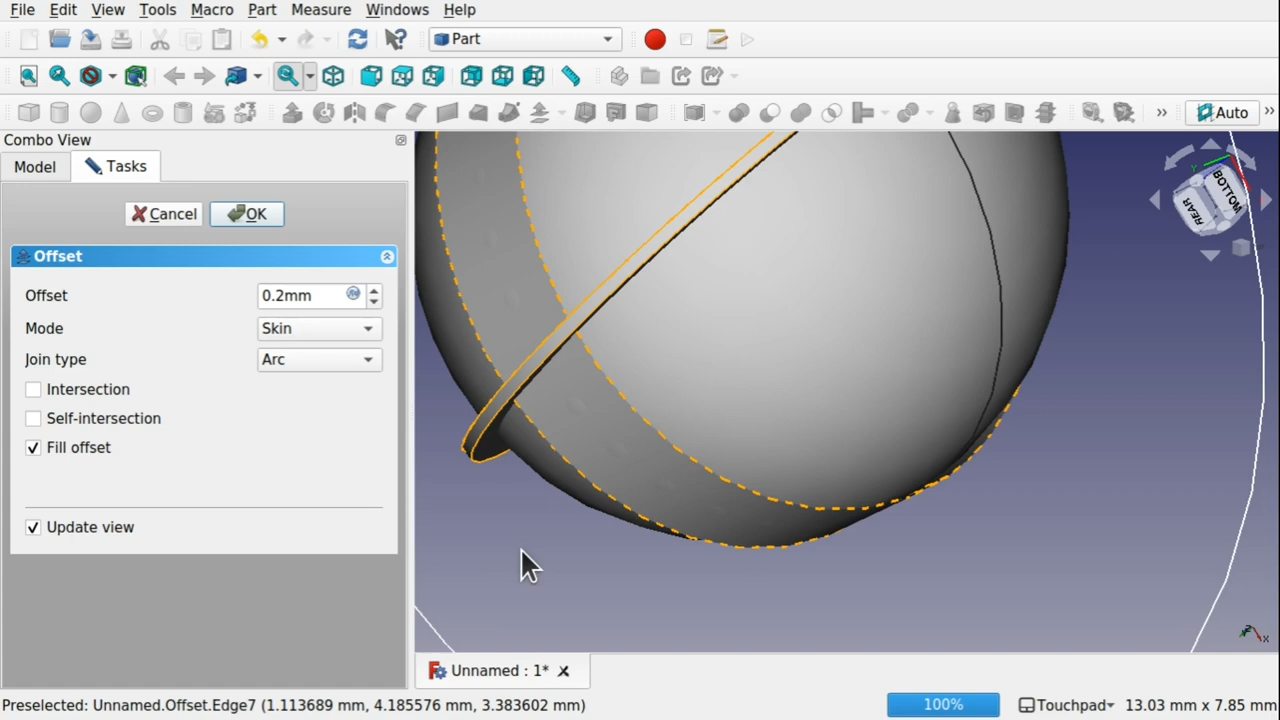 File Edit View Tools Macro Part Measure Windows Help
Part
Auto
Combo View
Model Tasks
Cancel OK
Offset
Offset 0.2mm
Mode Skin
Join type Arc
Intersection
Self-intersection
Fill offset
Update view
Y
BOTTOM
REAR
Z
x
Unnamed : 1*
Preselected: Unnamed.Offset.Edge7 (1.113689 mm, 4.185576 mm, 3.383602 mm) 100% Touchpad 13.03 mm x 7.85 mm